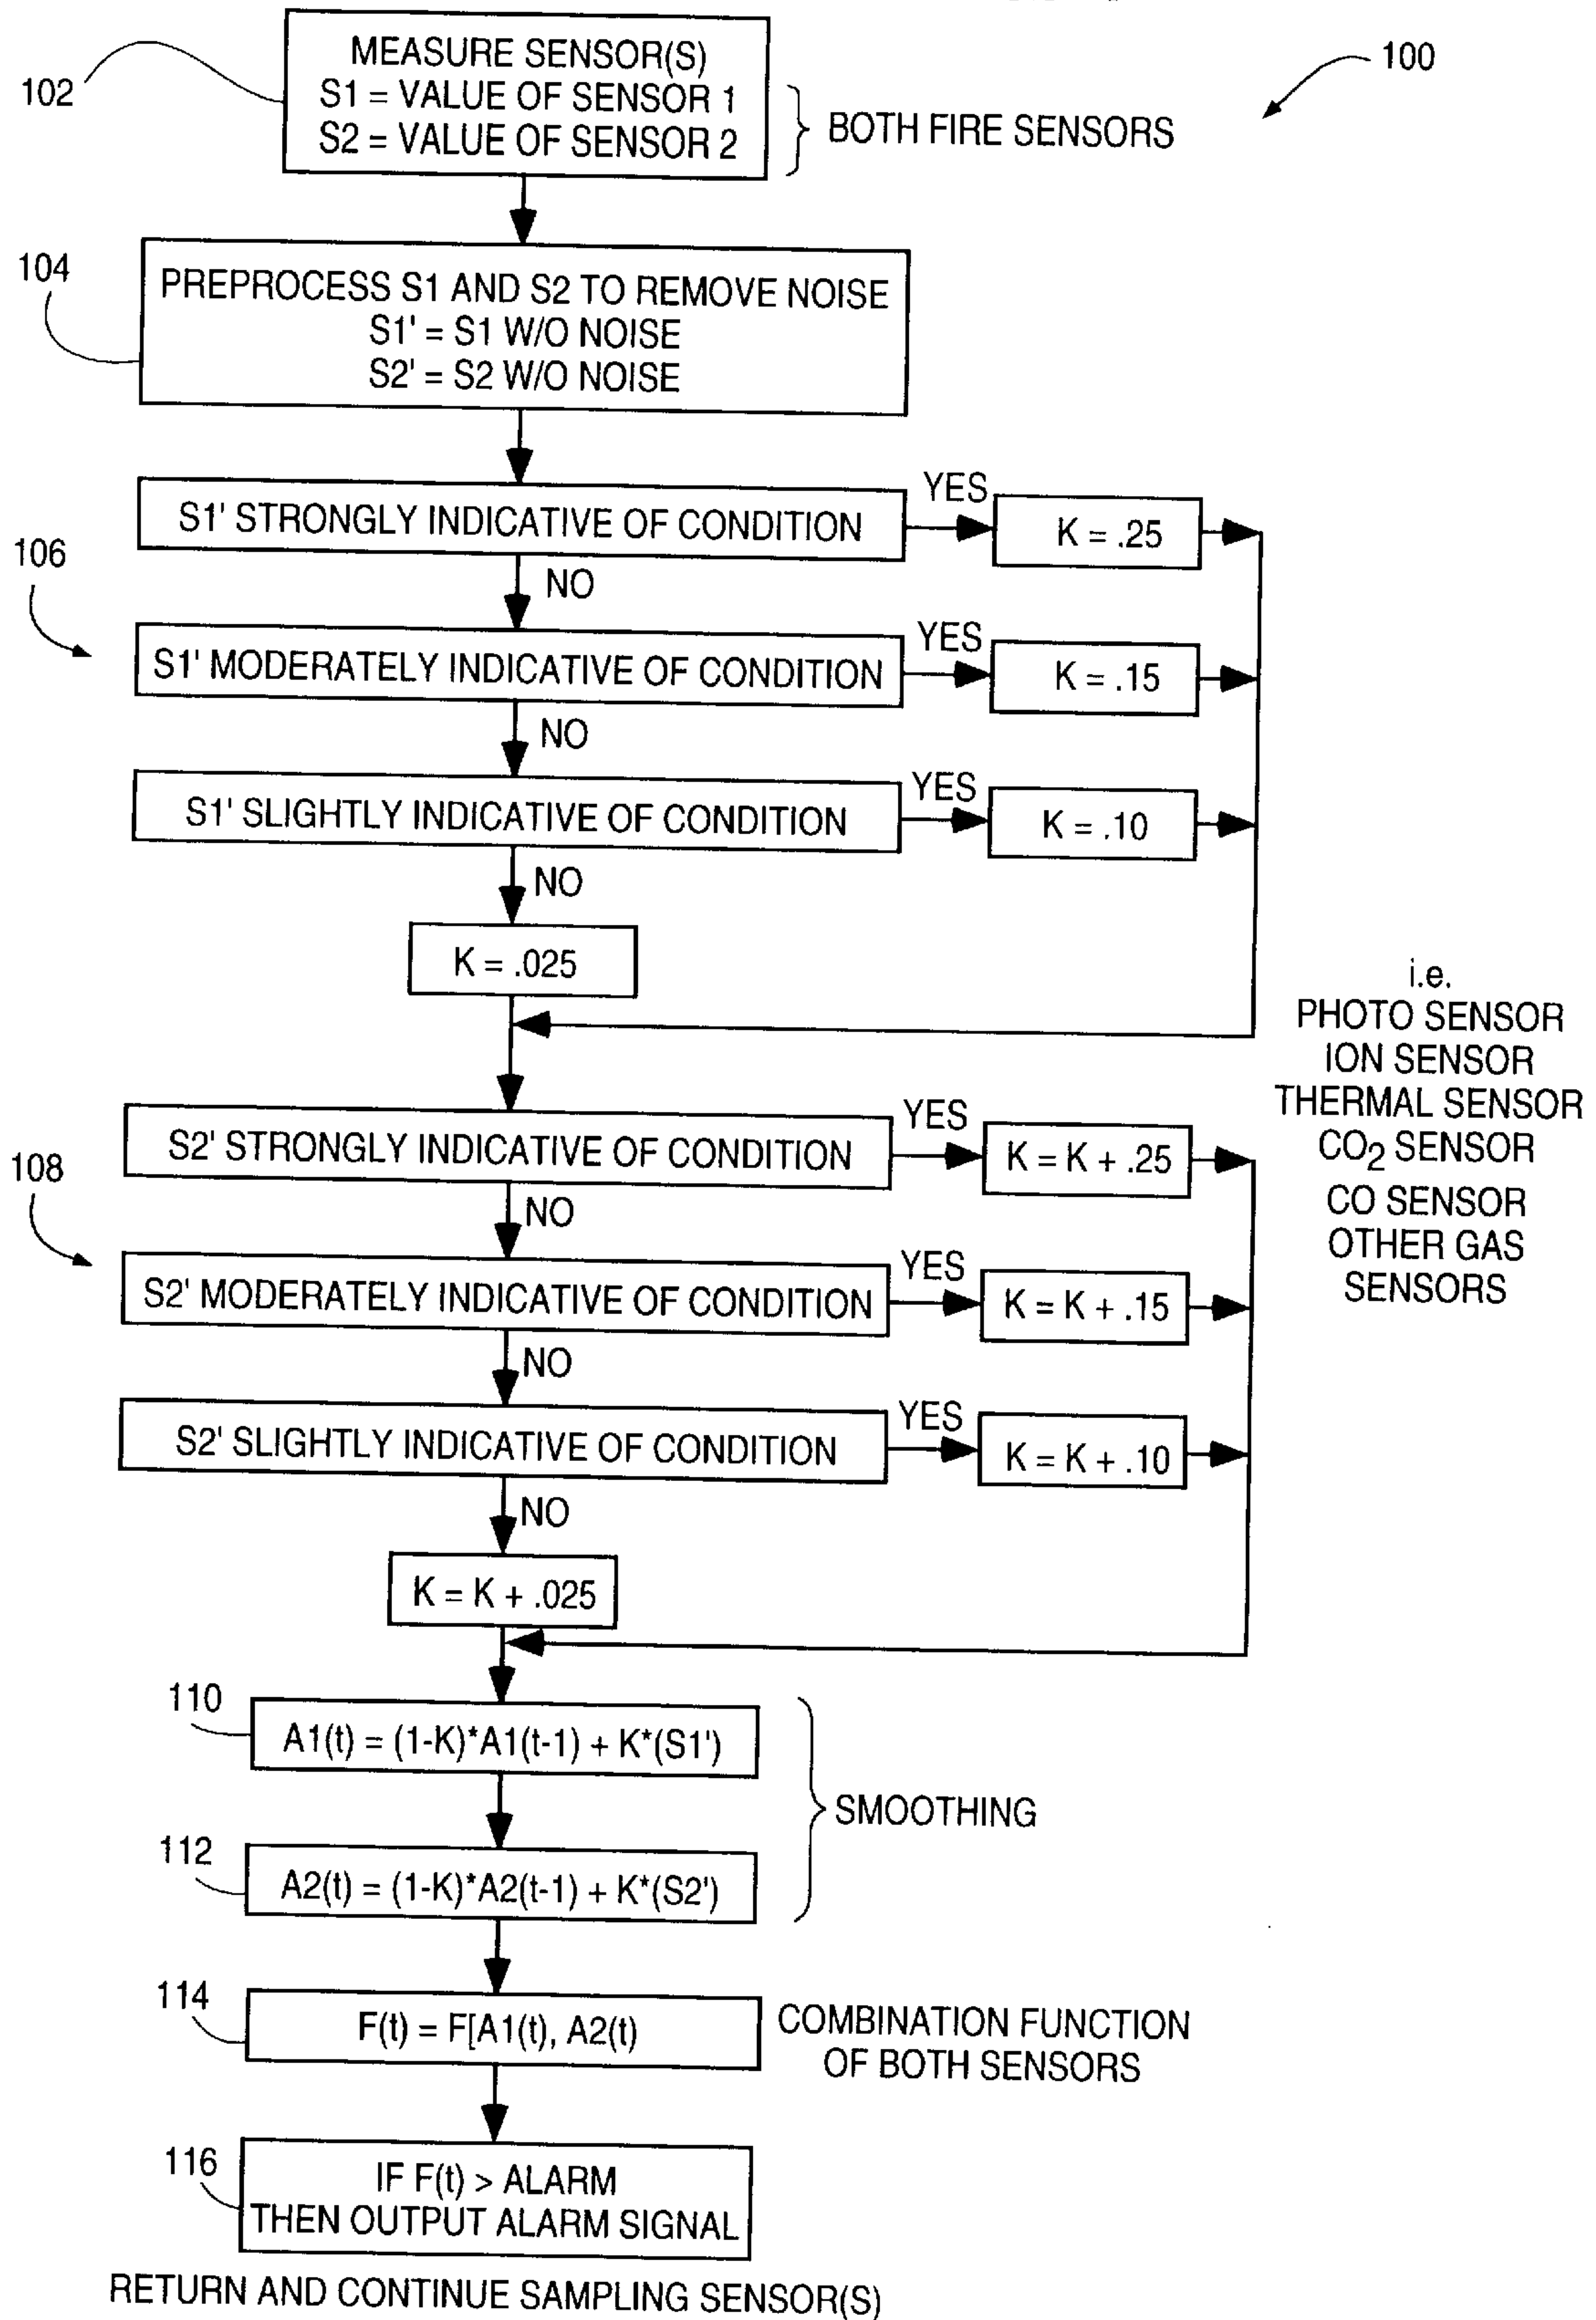 100
102
MEASURE SENSOR(S)
S1 = VALUE OF SENSOR 1
S2 = VALUE OF SENSOR 2
BOTH FIRE SENSORS
104
PREPROCESS S1 AND S2 TO REMOVE NOISE
S1' = S1 W/O NOISE
S2' = S2 W/O NOISE
106
S1' STRONGLY INDICATIVE OF CONDITION
YES
K = .25
NO
S1' MODERATELY INDICATIVE OF CONDITION
YES
K = .15
NO
S1' SLIGHTLY INDICATIVE OF CONDITION
YES
K = .10
NO
K = .025
i.e.
PHOTO SENSOR
ION SENSOR
THERMAL SENSOR
CO2 SENSOR
CO SENSOR
OTHER GAS
SENSORS
108
S2' STRONGLY INDICATIVE OF CONDITION
YES
K = K + .25
NO
S2' MODERATELY INDICATIVE OF CONDITION
YES
K = K + .15
NO
S2' SLIGHTLY INDICATIVE OF CONDITION
YES
K = K + .10
NO
K = K + .025
110
A1(t) = (1-K)*A1(t-1) + K*(S1')
SMOOTHING
112
A2(t) = (1-K)*A2(t-1) + K*(S2')
114
F(t) = F[A1(t), A2(t)
COMBINATION FUNCTION
OF BOTH SENSORS
116
IF F(t) > ALARM
THEN OUTPUT ALARM SIGNAL
RETURN AND CONTINUE SAMPLING SENSOR(S)